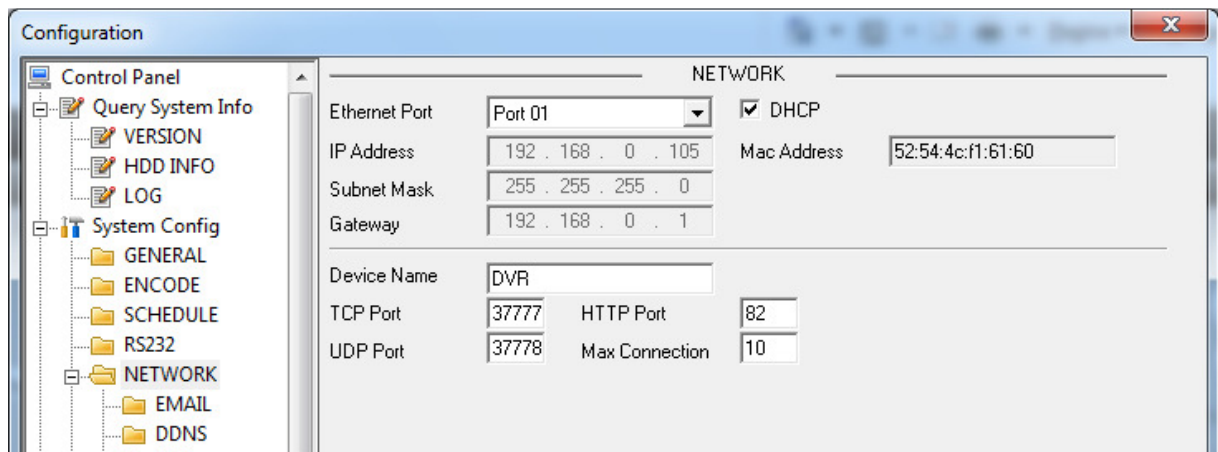 Configuration
Control Panel
Query System Info
VERSION
HDD INFO
LOG
System Config
GENERAL
ENCODE
SCHEDULE
RS232
NETWORK
EMAIL
DDNS
NETWORK
Ethernet Port Port 01 DHCP
IP Address 192 . 168 . 0 . 105 Mac Address 52:54:4c:f1:61:60
Subnet Mask 255 . 255 . 255 . 0
Gateway 192 . 168 . 0 . 1
Device Name DVR
TCP Port 37777 HTTP Port 82
UDP Port 37778 Max Connection 10